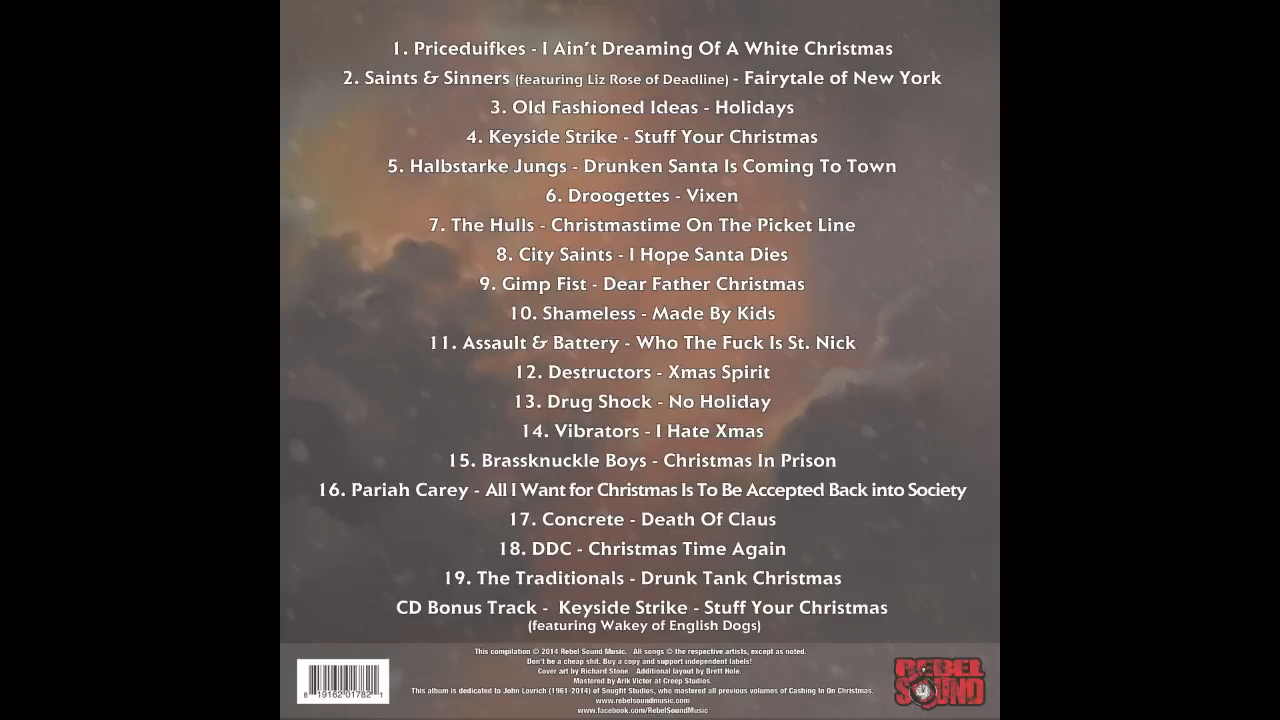 1. Priceduifkes - I Ain't Dreaming Of A White Christmas
2. Saints & Sinners (featuring Liz Rose of Deadline) - Fairytale of New York
3. Old Fashioned Ideas - Holidays
4. Keyside Strike - Stuff Your Christmas
5. Halbstarke Jungs - Drunken Santa Is Coming To Town
6. Droogettes - Vixen
7. The Hulls - Christmastime On The Picket Line
8. City Saints - I Hope Santa Dies
9. Gimp Fist - Dear Father Christmas
10. Shameless - Made By Kids
11. Assault & Battery - Who The Fuck Is St. Nick
12. Destructors - Xmas Spirit
13. Drug Shock - No Holiday
14. Vibrators - I Hate Xmas
15. Brassknuckle Boys - Christmas In Prison
16. Pariah Carey - All I Want for Christmas Is To Be Accepted Back into Society
17. Concrete - Death Of Claus
18. DDC - Christmas Time Again
19. The Traditionals - Drunk Tank Christmas
CD Bonus Track - Keyside Strike - Stuff Your Christmas
(featuring Wakey of English Dogs)
This compilation © 2014 Rebel Sound Music. All songs © the respective artists, except as noted.
Don't be a cheap shit. Buy a copy and support independent labels!
Cover art by Richard Stone. Additional layout by Brett Hole.
Mastered by Arik Victor at Creep Studios.
This album is dedicated to John Lovrich (1961-2014) of Snugfit Studios, who mastered all previous volumes of Cashing In On Christmas.
www.rebelsoundmusic.com
www.facebook.com/RebelSoundMusic
8 19162 01782 1
REBEL
SOUND